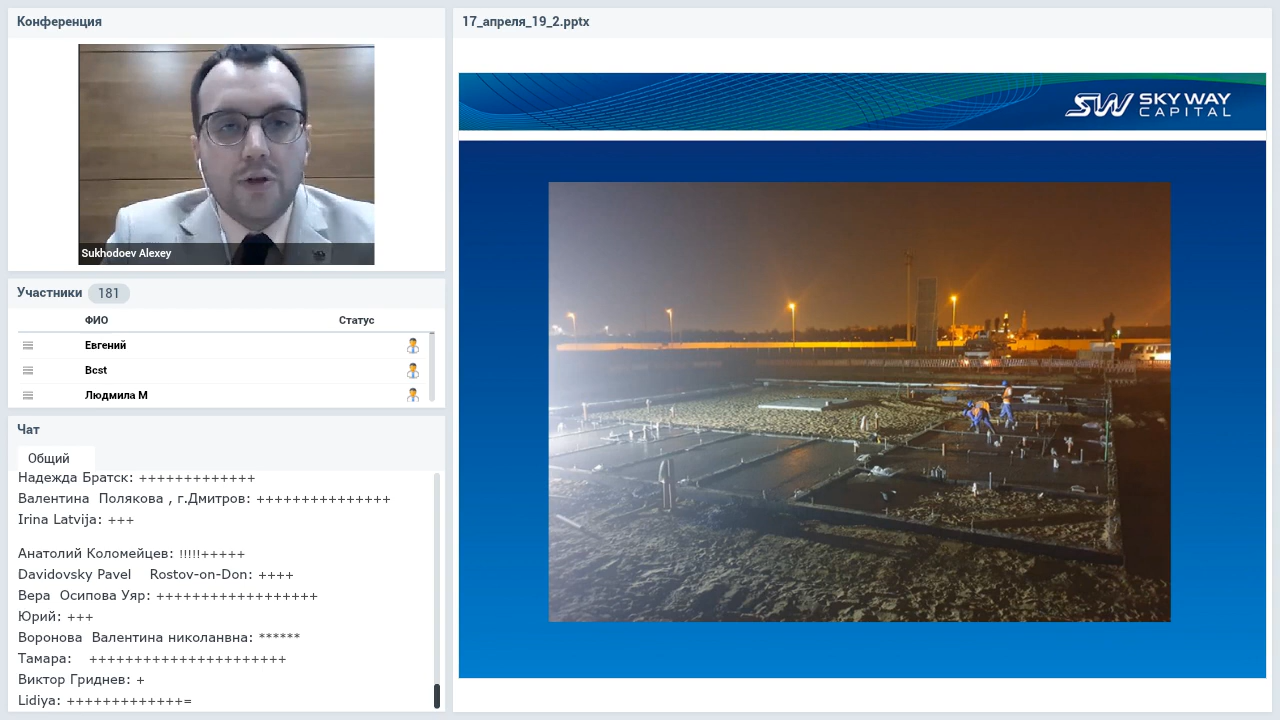 Конференция
Sukhodoev Alexey
Участники 181
ФИО Статус
Евгений
Bcst
Людмила М
Чат
Общий
Надежда Братск: +++++++++++++
Валентина Полякова , г.Дмитров: +++++++++++++++
Irina Latvija: +++
Анатолий Коломейцев: !!!!!+++++
Davidovsky Pavel Rostov-on-Don: ++++
Вера Осипова Уяр: ++++++++++++++++++
Юрий: +++
Воронова Валентина николанвна: ******
Тамара: ++++++++++++++++++++++
Виктор Гриднев: +
Lidiya: +++++++++++++=
17_апреля_19_2.pptx
SW SKY WAY
CAPITAL